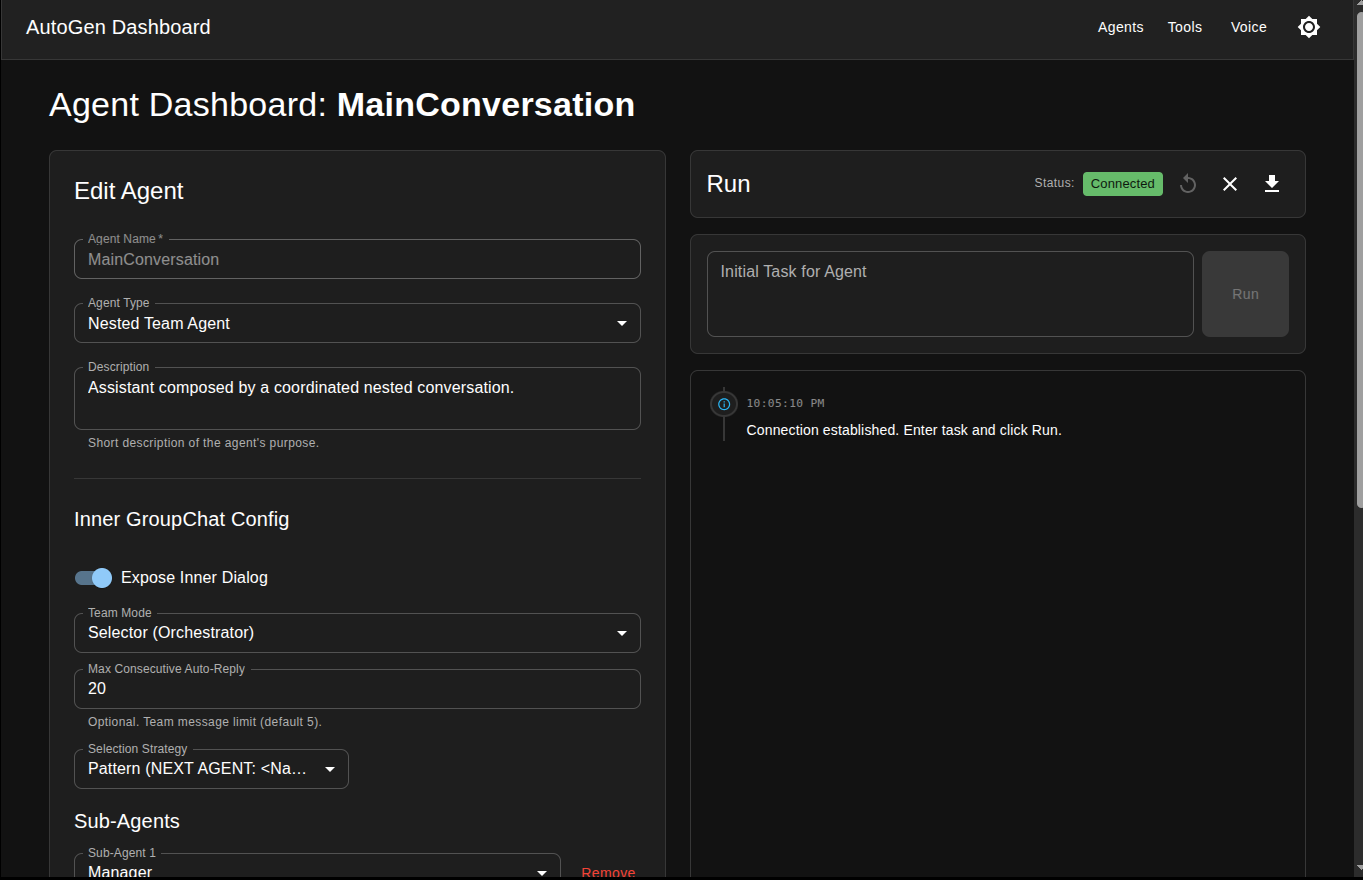 AutoGen Dashboard
Agents
Tools
Voice
Agent Dashboard: MainConversation
Edit Agent
Agent Name *
MainConversation
Agent Type
Nested Team Agent
Description
Assistant composed by a coordinated nested conversation.
Short description of the agent's purpose.
Inner GroupChat Config
Expose Inner Dialog
Team Mode
Selector (Orchestrator)
Max Consecutive Auto-Reply
20
Optional. Team message limit (default 5).
Selection Strategy
Pattern (NEXT AGENT: <Na…
Sub-Agents
Sub-Agent 1
Manager
Remove
Run
Status:
Connected
Initial Task for Agent
Run
10:05:10 PM
Connection established. Enter task and click Run.